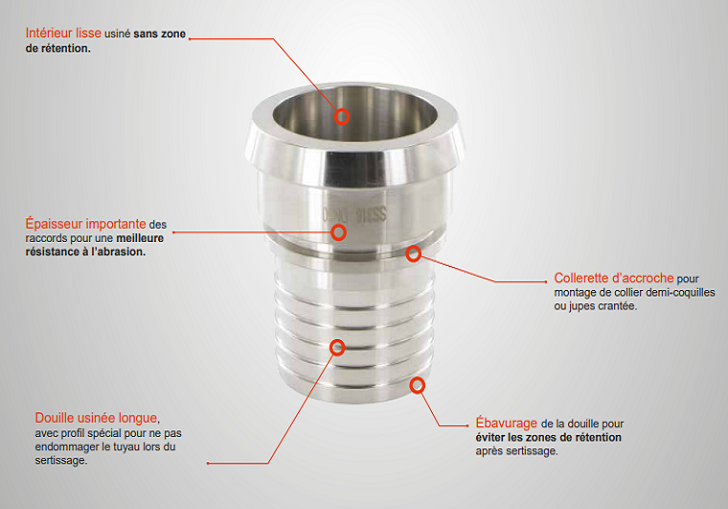 Intérieur lisse usiné sans zone
de rétention.
Épaisseur importante des
raccords pour une meilleure
résistance à l'abrasion.
Collerette d'accroche pour
montage de collier demi-coquilles
ou jupes crantée.
Douille usinée longue,
avec profil spécial pour ne pas
endommager le tuyau lors du
sertissage.
Ébavurage de la douille pour
éviter les zones de rétention
après sertissage.